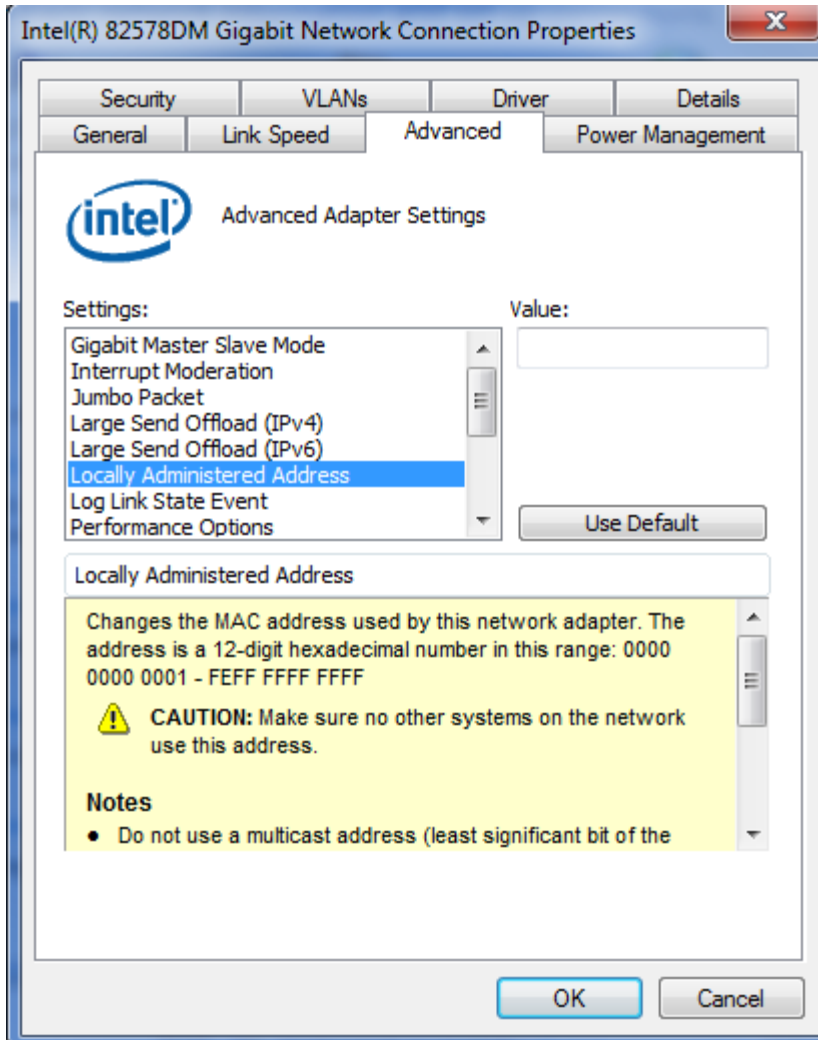 Intel(R) 82578DM Gigabit Network Connection Properties
Security VLANs Driver Details
General Link Speed Advanced Power Management
intel Advanced Adapter Settings
Settings: Value:
Gigabit Master Slave Mode
Interrupt Moderation
Jumbo Packet
Large Send Offload (IPv4)
Large Send Offload (IPv6)
Locally Administered Address
Log Link State Event
Performance Options
Use Default
Locally Administered Address
Changes the MAC address used by this network adapter. The
address is a 12-digit hexadecimal number in this range: 0000
0000 0001 - FEFF FFFF FFFF
CAUTION: Make sure no other systems on the network
use this address.
Notes
● Do not use a multicast address (least significant bit of the
OK Cancel